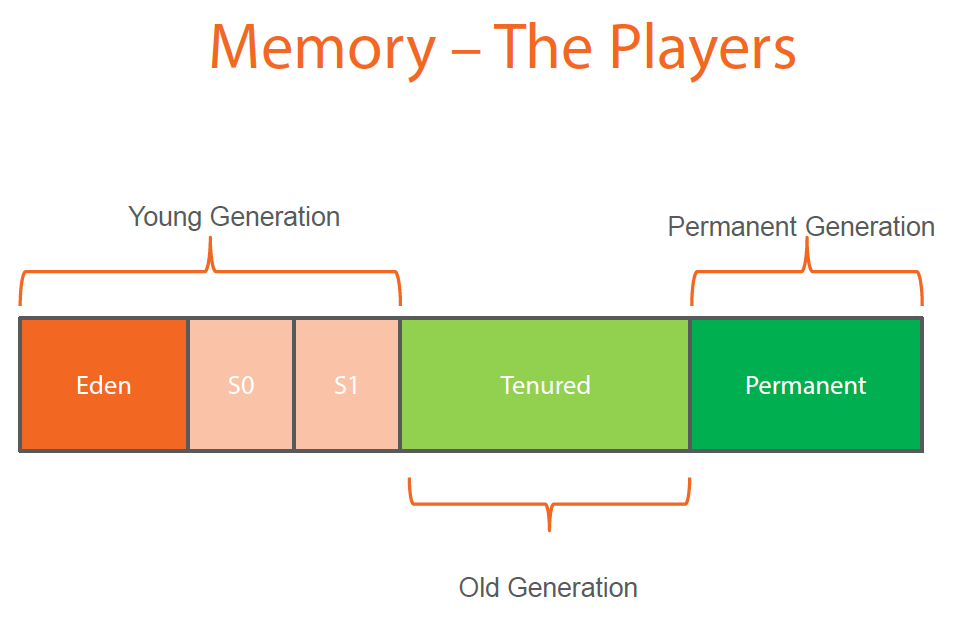 Memory – The Players
Young Generation
Permanent Generation
Eden
S0
S1
Tenured
Permanent
Old Generation